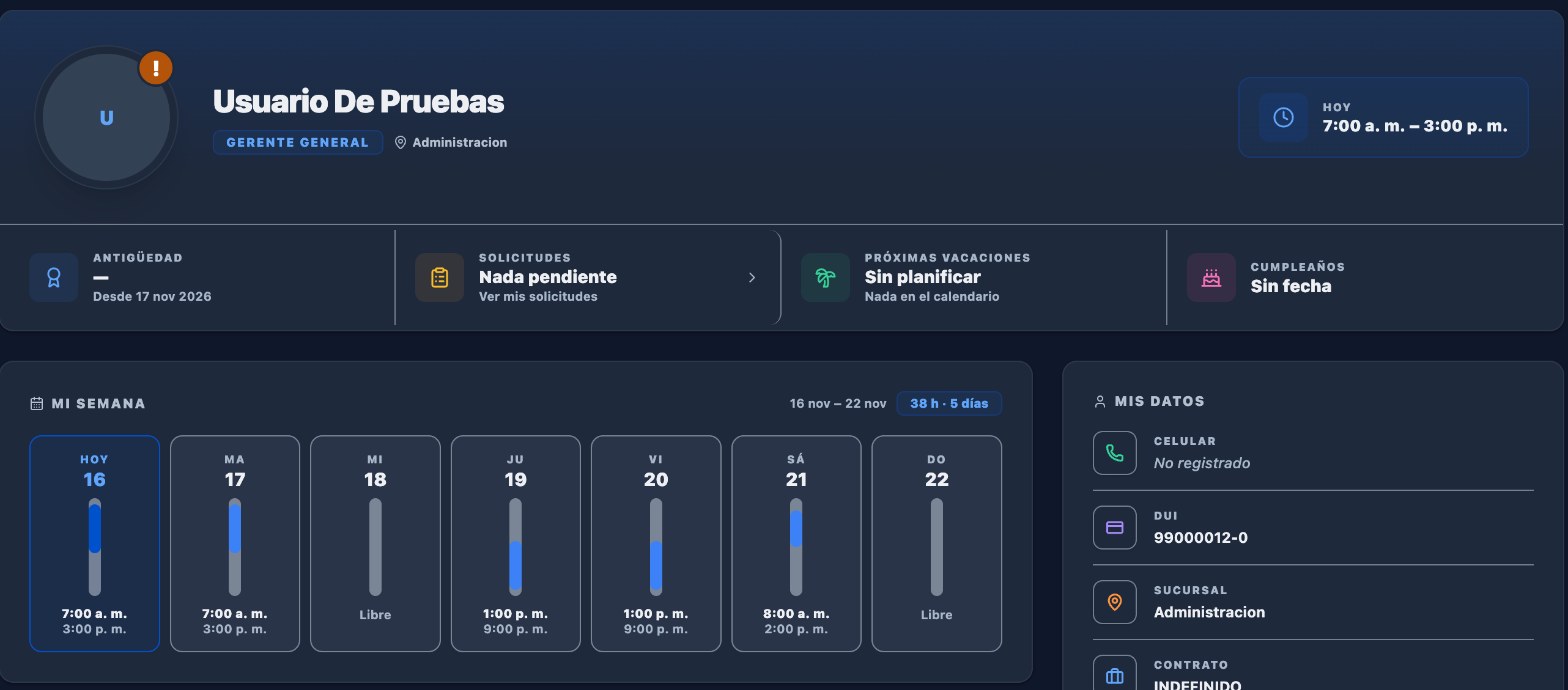 U
!
Usuario De Pruebas
GERENTE GENERAL
Administracion
HOY
7:00 a. m. – 3:00 p. m.
ANTIGÜEDAD
—
Desde 17 nov 2026
SOLICITUDES
Nada pendiente
Ver mis solicitudes
PRÓXIMAS VACACIONES
Sin planificar
Nada en el calendario
CUMPLEAÑOS
Sin fecha
MI SEMANA
16 nov – 22 nov
38 h · 5 días
HOY
16
7:00 a. m.
3:00 p. m.
MA
17
7:00 a. m.
3:00 p. m.
MI
18
Libre
JU
19
1:00 p. m.
9:00 p. m.
VI
20
1:00 p. m.
9:00 p. m.
SÁ
21
8:00 a. m.
2:00 p. m.
DO
22
Libre
MIS DATOS
CELULAR
No registrado
DUI
99000012-0
SUCURSAL
Administracion
CONTRATO
INDEFINIDO